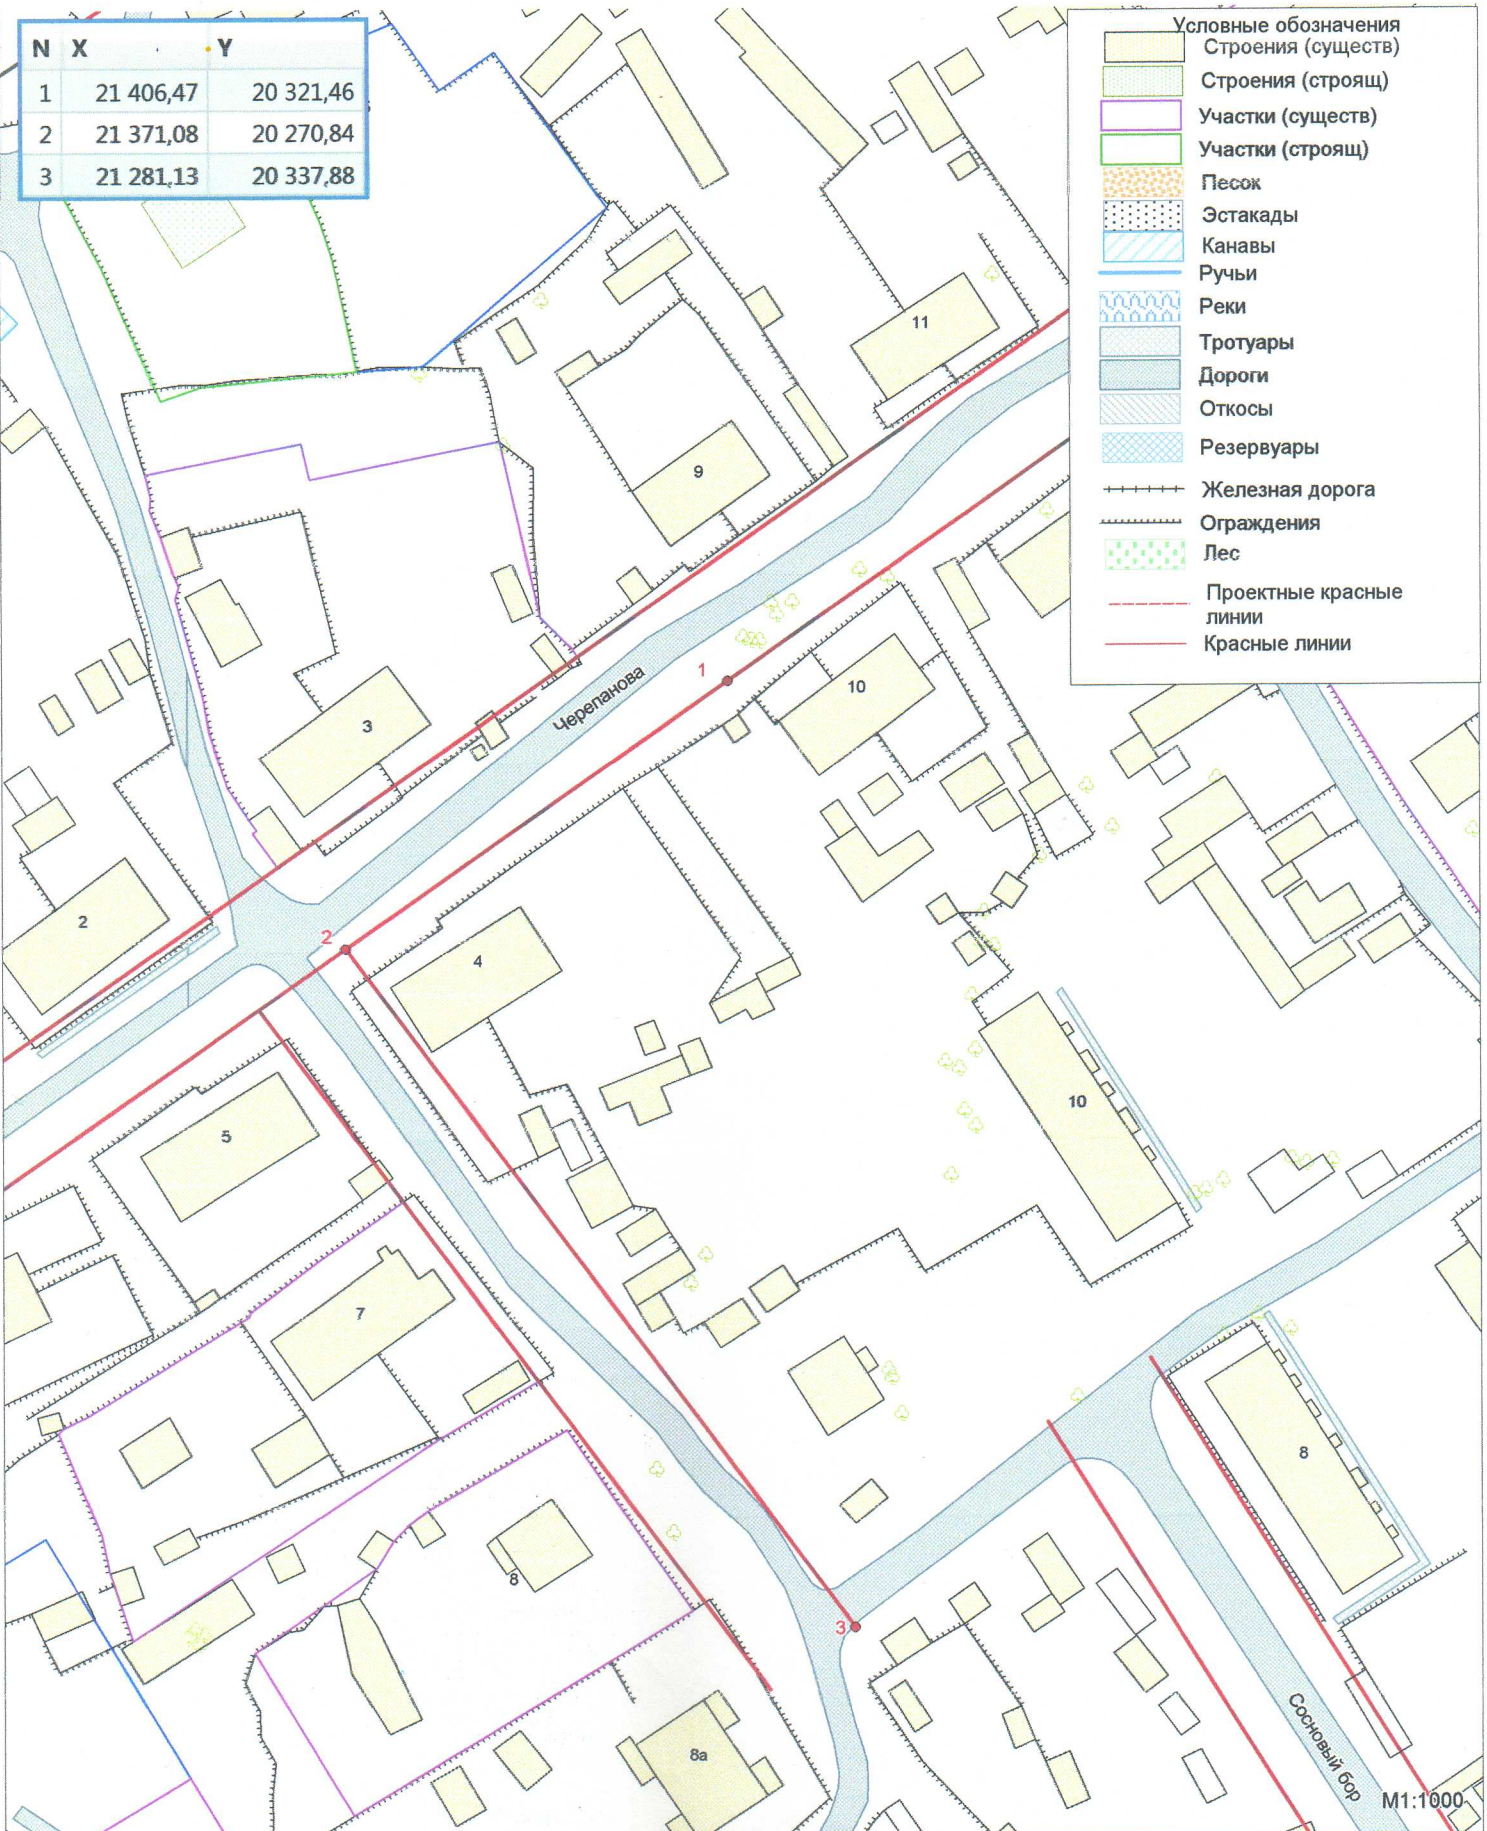 N X Y
1 21 406,47 20 321,46
2 21 371,08 20 270,84
3 21 281,13 20 337,88
Условные обозначения
Строения (существ)
Строения (строящ)
Участки (существ)
Участки (строящ)
Песок
Эстакады
Канавы
Ручьи
Реки
Тротуары
Дороги
Откосы
Резервуары
Железная дорога
Ограждения
Лес
Проектные красные
линии
Красные линии
11
9
1
10
Черепанова
3
2
2
4
10
5
7
8
8
3
8а
Сосновый бор
М1:1000